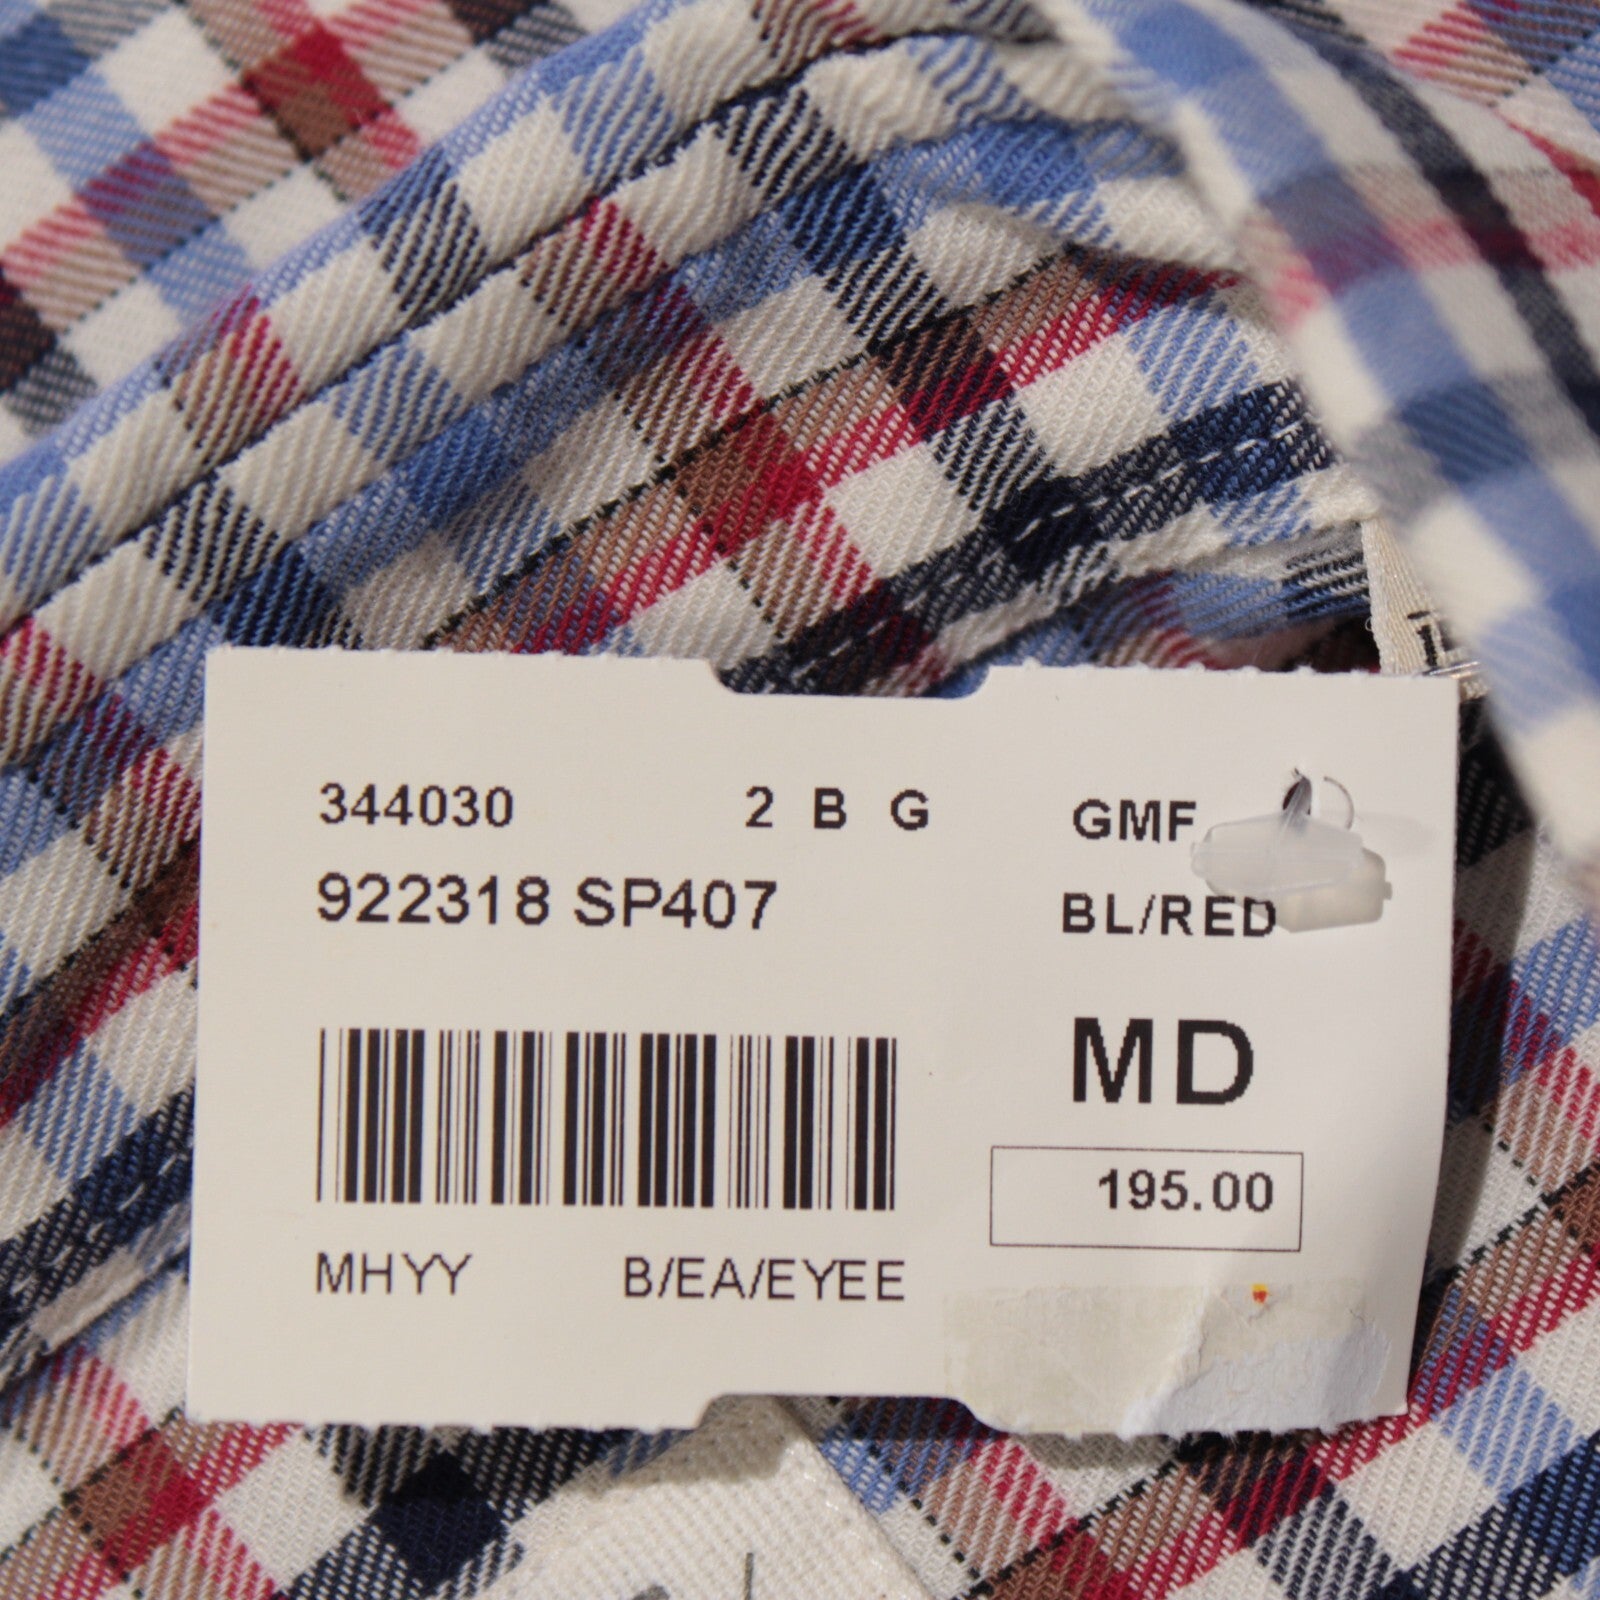 344030 2 B G GMF
922318 SP407 BL/RED
MD
195.00
MHYY B/EA/EYEE